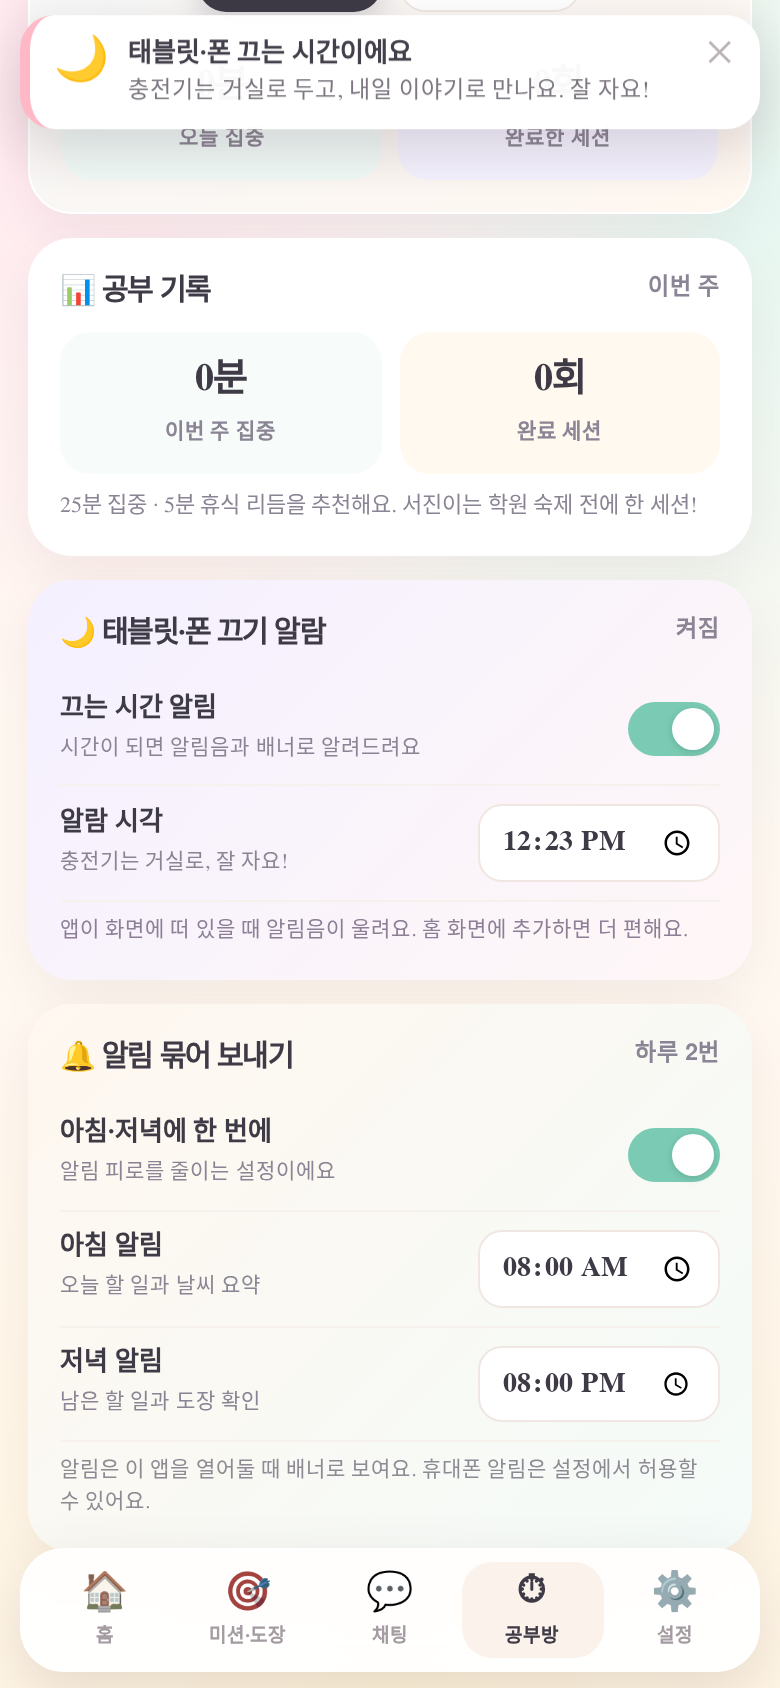 태블릿·폰 끄는 시간이에요
충전기는 거실로 두고, 내일 이야기로 만나요. 잘 자요!
오늘 집중
완료한 세션
공부 기록
이번 주
0분
0회
이번 주 집중
완료 세션
25분 집중 · 5분 휴식 리듬을 추천해요. 서진이는 학원 숙제 전에 한 세션!
태블릿·폰 끄기 알람
켜짐
끄는 시간 알림
시간이 되면 알림음과 배너로 알려드려요
알람 시각
충전기는 거실로, 잘 자요!
12:23 PM
앱이 화면에 떠 있을 때 알림음이 울려요. 홈 화면에 추가하면 더 편해요.
알림 묶어 보내기
하루 2번
아침·저녁에 한 번에
알림 피로를 줄이는 설정이에요
아침 알림
오늘 할 일과 날씨 요약
08:00 AM
저녁 알림
남은 할 일과 도장 확인
08:00 PM
알림은 이 앱을 열어둘 때 배너로 보여요. 휴대폰 알림은 설정에서 허용할
수 있어요.
홈
미션·도장
채팅
공부방
설정